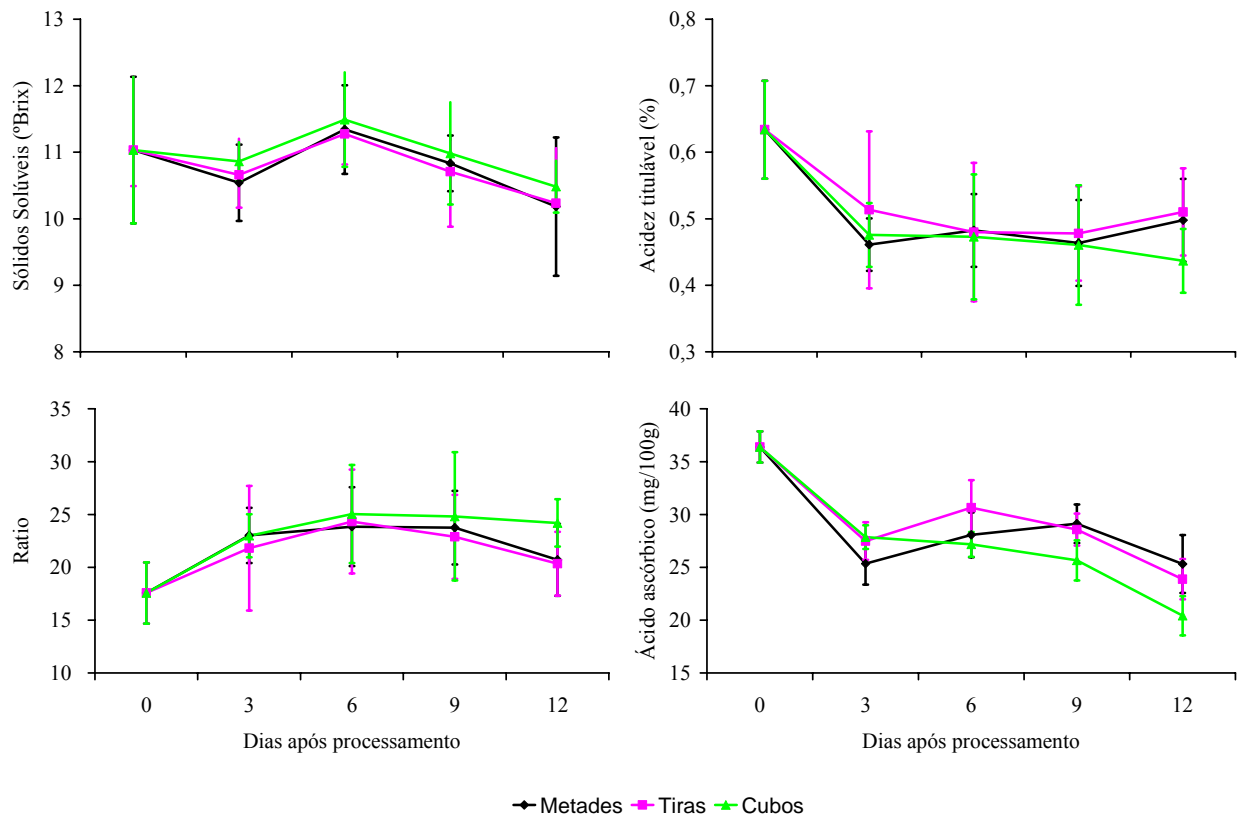 Sólidos Solúveis (ºBrix)
13
12
11
10
9
8
Acidez titulável (%)
0,8
0,7
0,6
0,5
0,4
0,3
Ratio
35
30
25
20
15
10
0 3 6 9 12
Dias após processamento
Ácido ascórbico (mg/100g)
40
35
30
25
20
15
0 3 6 9 12
Dias após processamento
Metades Tiras Cubos